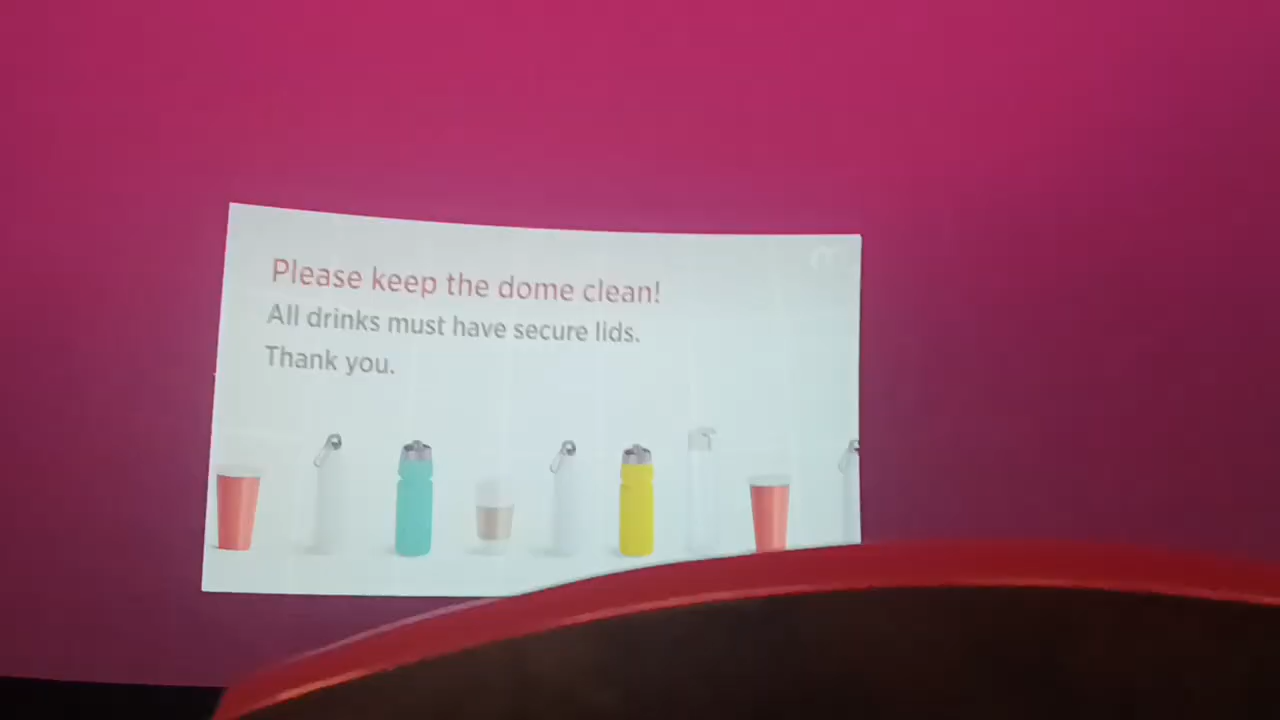 Please keep the dome clean!
All drinks must have secure lids.
Thank you.